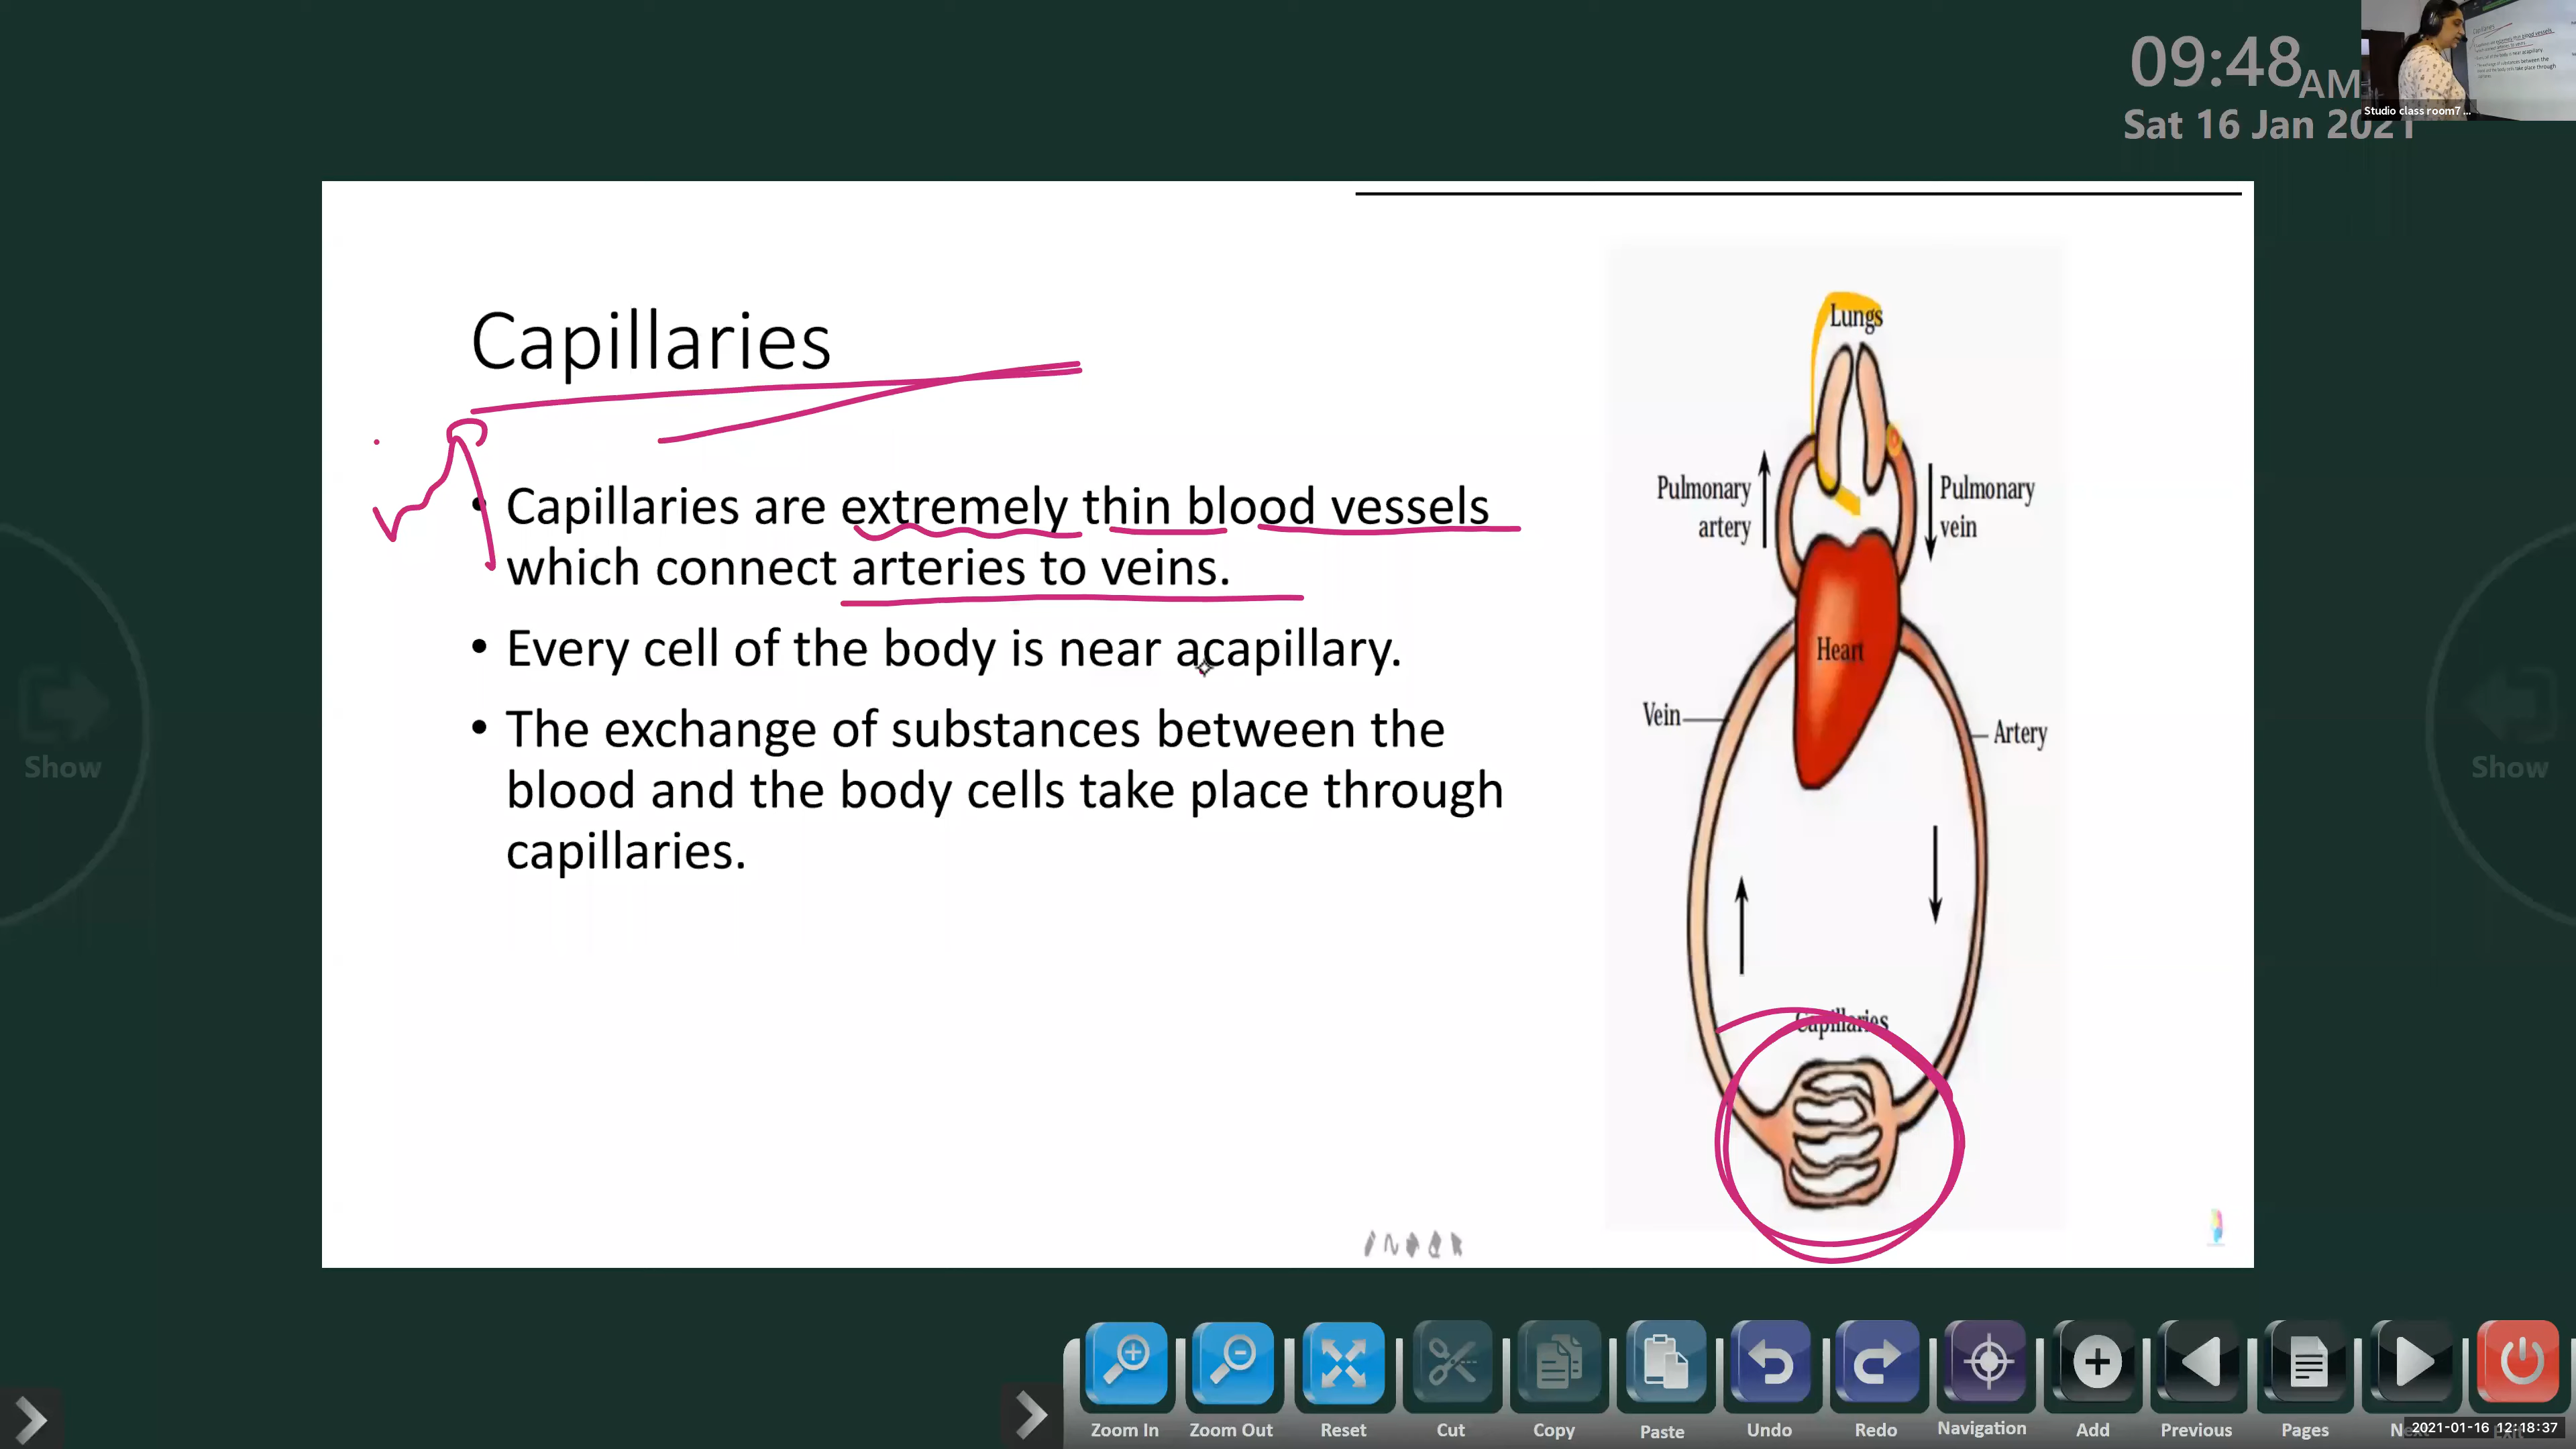 09:48AM
Sat 16 Jan 2021
Studio class room7 ...
Capillaries
• Capillaries are extremely thin blood vessels
which connect arteries to veins.
• Every cell of the body is near acapillary.
• The exchange of substances between the
blood and the body cells take place through
capillaries.
Lungs
Pulmonary
artery
Pulmonary
vein
Heart
Vein
Artery
Capillaries
Show
Show
Zoom In
Zoom Out
Reset
Cut
Copy
Paste
Undo
Redo
Navigation
Add
Previous
Pages
2021-01-16 12:18:37